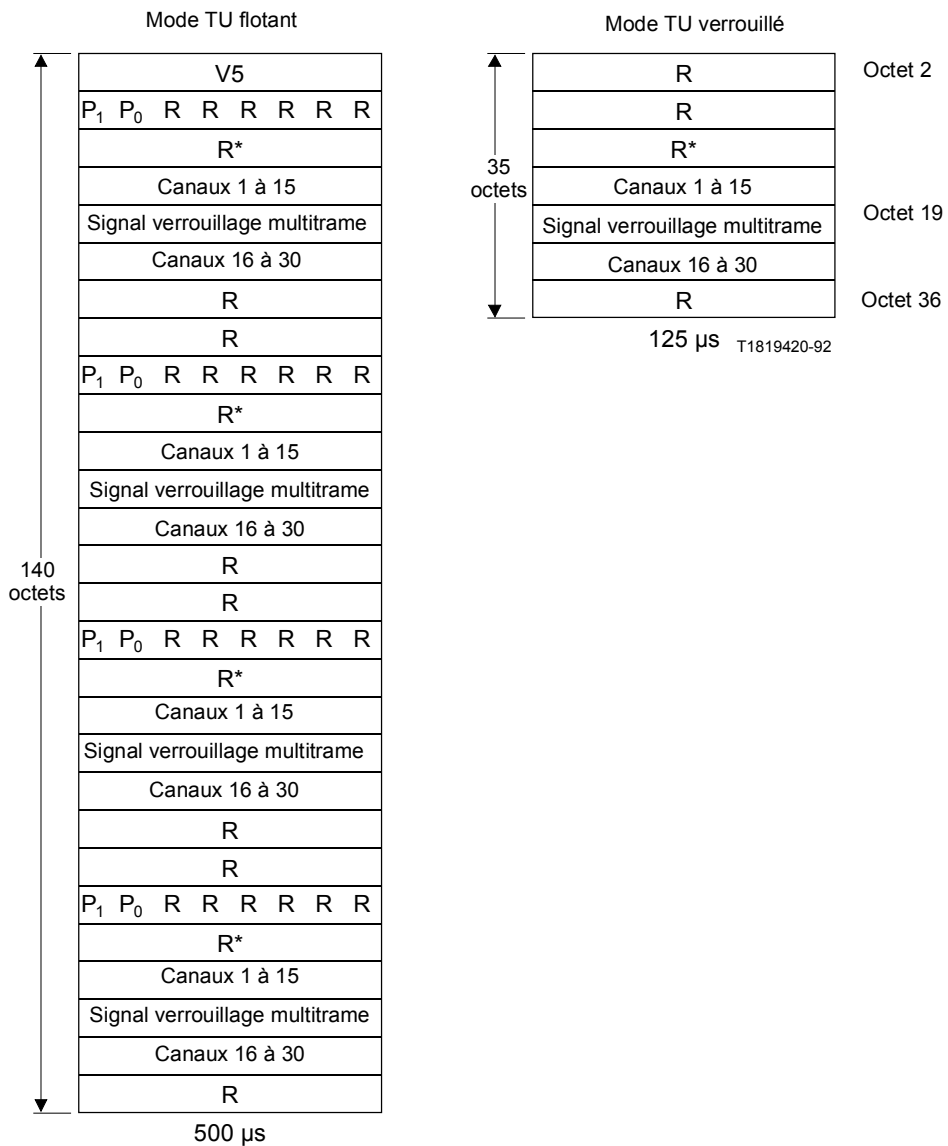 Mode TU flotant
V5
P1 P0 R R R R R R
R*
Canaux 1 à 15
Signal verrouillage multitrame
Canaux 16 à 30
R
R
P1 P0 R R R R R R
R*
Canaux 1 à 15
Signal verrouillage multitrame
Canaux 16 à 30
R
R
P1 P0 R R R R R R
R*
Canaux 1 à 15
Signal verrouillage multitrame
Canaux 16 à 30
R
R
P1 P0 R R R R R R
R*
Canaux 1 à 15
Signal verrouillage multitrame
Canaux 16 à 30
R
140
octets
500 µs
Mode TU verrouillé
R
Octet 2
R
R*
35
octets
Canaux 1 à 15
Signal verrouillage multitrame
Octet 19
Canaux 16 à 30
R
Octet 36
125 µs
T1819420-92